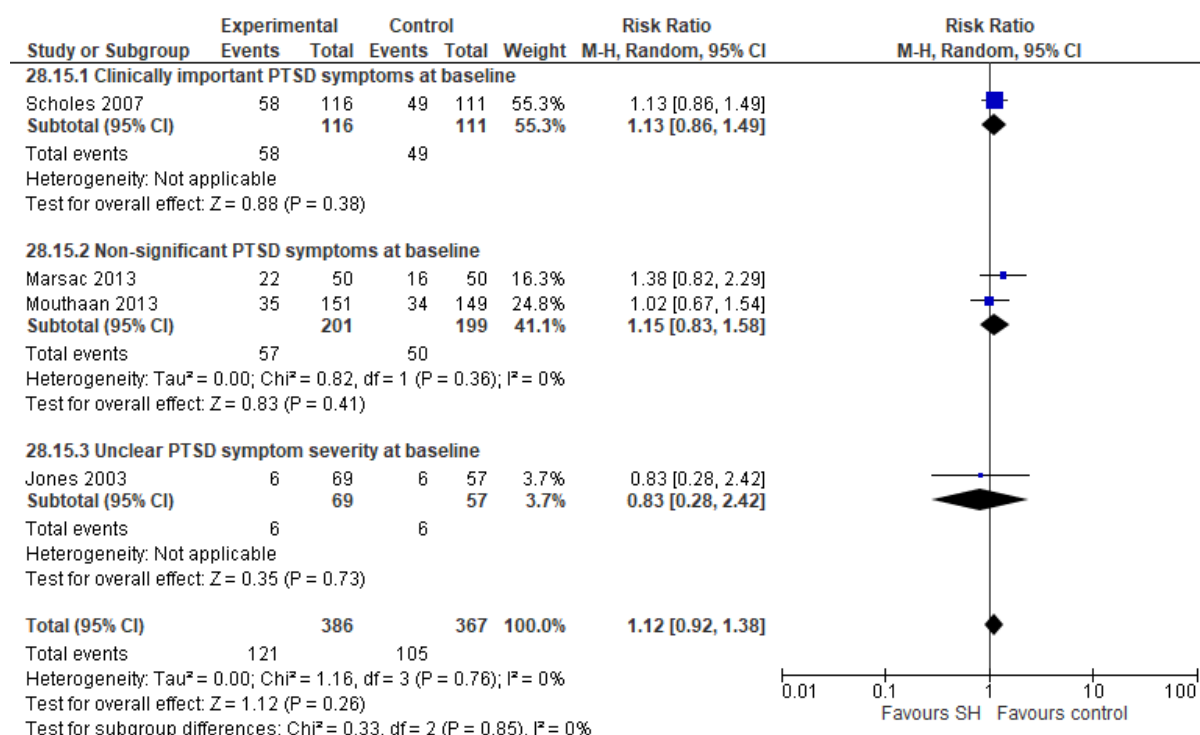 Experimental Control Risk Ratio Risk Ratio
Study or Subgroup Events Total Events Total Weight M-H, Random, 95% CI M-H, Random, 95% CI
28.15.1 Clinically important PTSD symptoms at baseline
Scholes 2007 58 116 49 111 55.3% 1.13 [0.86, 1.49]
Subtotal (95% CI) 116 111 55.3% 1.13 [0.86, 1.49]
Total events 58 49
Heterogeneity: Not applicable
Test for overall effect: Z = 0.88 (P = 0.38)
28.15.2 Non-significant PTSD symptoms at baseline
Marsac 2013 22 50 16 50 16.3% 1.38 [0.82, 2.29]
Mouthaan 2013 35 151 34 149 24.8% 1.02 [0.67, 1.54]
Subtotal (95% CI) 201 199 41.1% 1.15 [0.83, 1.58]
Total events 57 50
Heterogeneity: Tau² = 0.00; Chi² = 0.82, df = 1 (P = 0.36); I² = 0%
Test for overall effect: Z = 0.83 (P = 0.41)
28.15.3 Unclear PTSD symptom severity at baseline
Jones 2003 6 69 6 57 3.7% 0.83 [0.28, 2.42]
Subtotal (95% CI) 69 57 3.7% 0.83 [0.28, 2.42]
Total events 6 6
Heterogeneity: Not applicable
Test for overall effect: Z = 0.35 (P = 0.73)
Total (95% CI) 386 367 100.0% 1.12 [0.92, 1.38]
Total events 121 105
Heterogeneity: Tau² = 0.00; Chi² = 1.16, df = 3 (P = 0.76); I² = 0%
Test for overall effect: Z = 1.12 (P = 0.26)
Test for subgroup differences: Chi² = 0.33, df = 2 (P = 0.85), I² = 0%
0.01 0.1 1 10 100
Favours SH Favours control